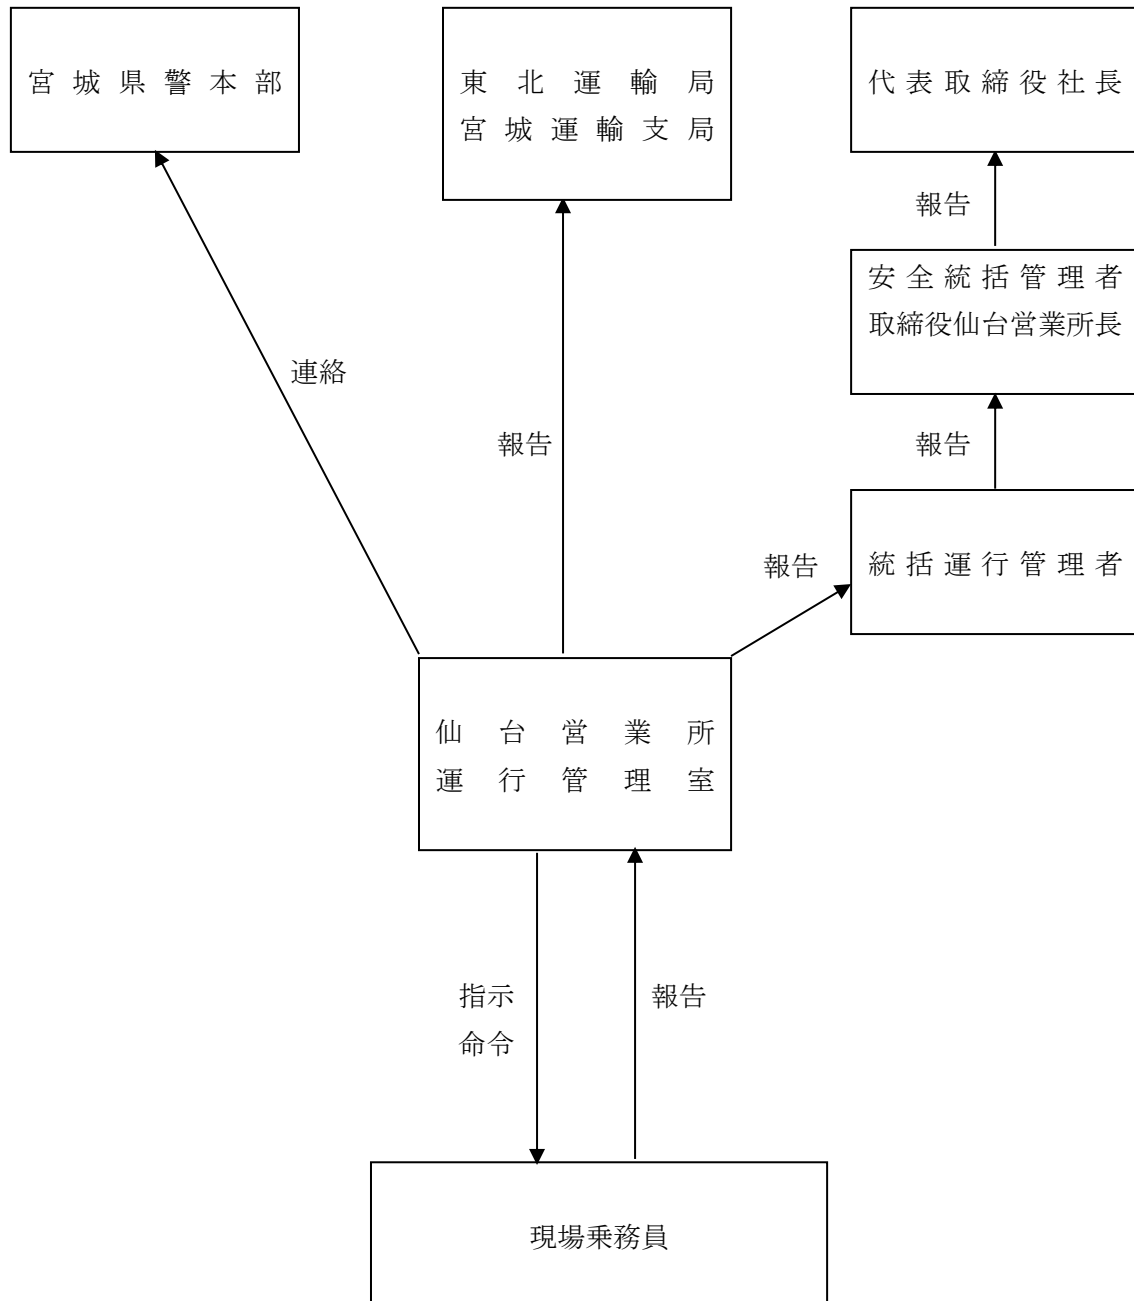 宮城県警本部
東北運輸局
宮城運輸支局
代表取締役社長
報告
安全統括管理者
取締役仙台営業所長
連絡
報告
報告
統括運行管理者
報告
仙台営業所
運行管理室
指示
命令
報告
現場乗務員